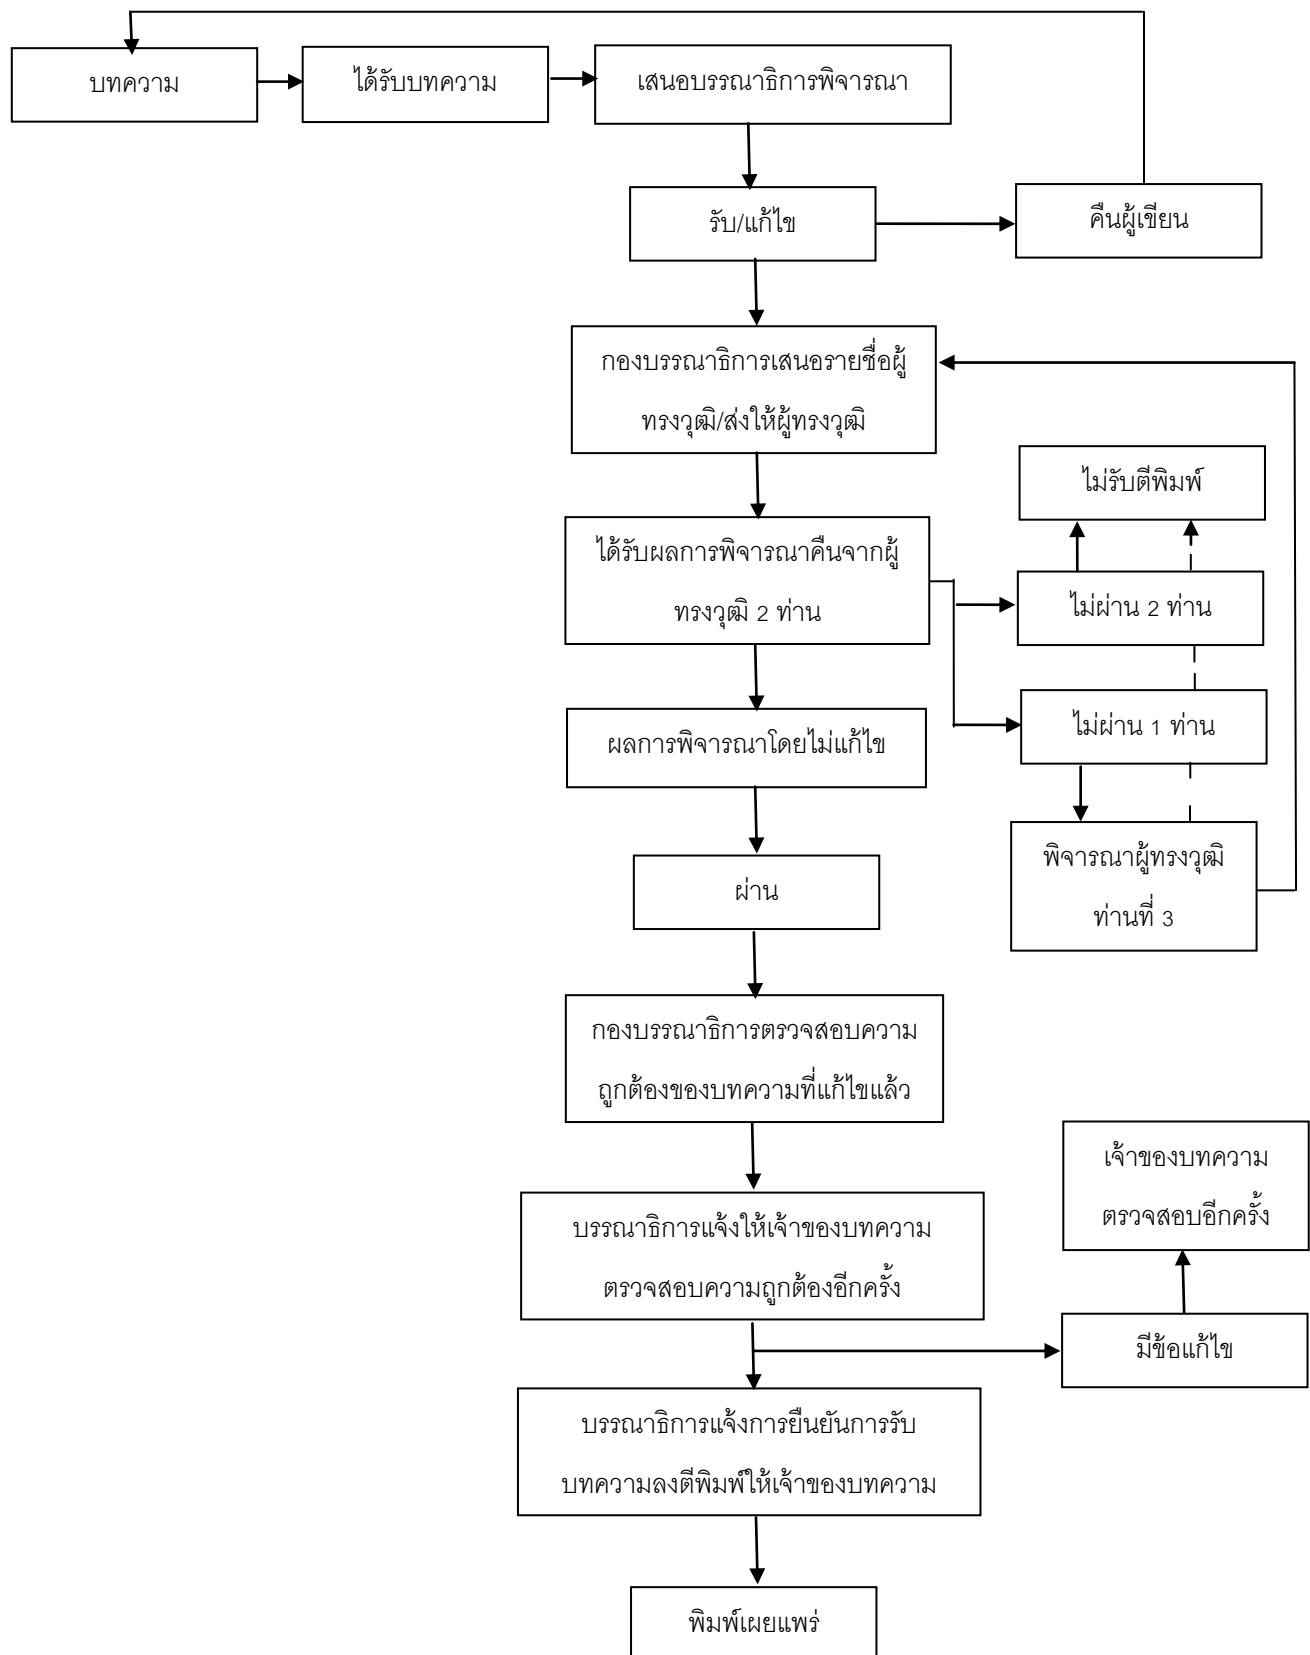 บทความ
ได้รับบทความ
เสนอบรรณาธิการพิจารณา
รับ/แก้ไข
คืนผู้เขียน
กองบรรณาธิการเสนอรายชื่อผู้
ทรงวุฒิ/ส่งให้ผู้ทรงวุฒิ
ไม่รับตีพิมพ์
ได้รับผลการพิจารณาคืนจากผู้
ทรงวุฒิ 2 ท่าน
ไม่ผ่าน 2 ท่าน
ไม่ผ่าน 1 ท่าน
ผลการพิจารณาโดยไม่แก้ไข
พิจารณาผู้ทรงวุฒิ
ท่านที่ 3
ผ่าน
กองบรรณาธิการตรวจสอบความ
ถูกต้องของบทความที่แก้ไขแล้ว
เจ้าของบทความ
ตรวจสอบอีกครั้ง
บรรณาธิการแจ้งให้เจ้าของบทความ
ตรวจสอบความถูกต้องอีกครั้ง
มีข้อแก้ไข
บรรณาธิการแจ้งการยืนยันการรับ
บทความลงตีพิมพ์ให้เจ้าของบทความ
พิมพ์เผยแพร่